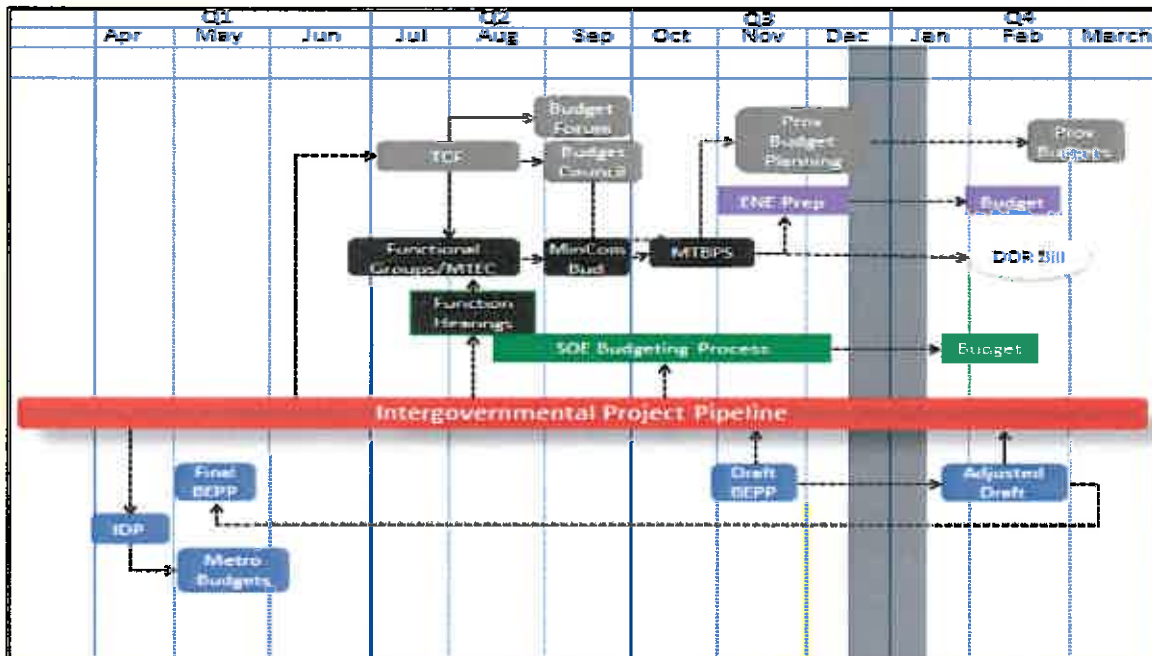 Q1 Q2 Q3 Q4
Apr May Jun Jul Aug Sep Oct Nov Dec Jan Feb March
Budget
Forum
Prov
Budget
Planning
Prov
TCF
Budget
Council
ENE Prep
Budget
Functional
Groups/MTEC
MinCom
Bud
MTBPS
Bill
Function
Hearings
SOE Budgeting Process
Budget
Intergovernmental Project Pipeline
Final
BEPP
Draft
BEPP
Adjusted
Draft
IDP
Metro
Budgets